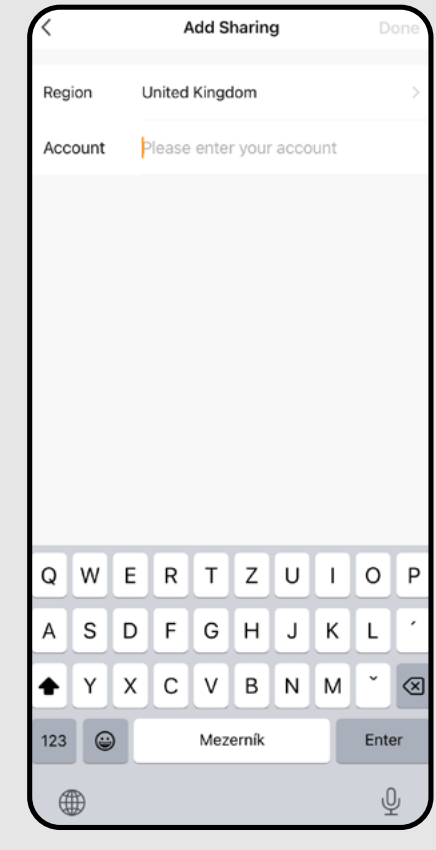 Add Sharing Done
Region United Kingdom
Account Please enter your account
Q W E R T Z U I O P
A S D F G H J K L ´
Y X C V B N M ˇ
123 Mezerník Enter